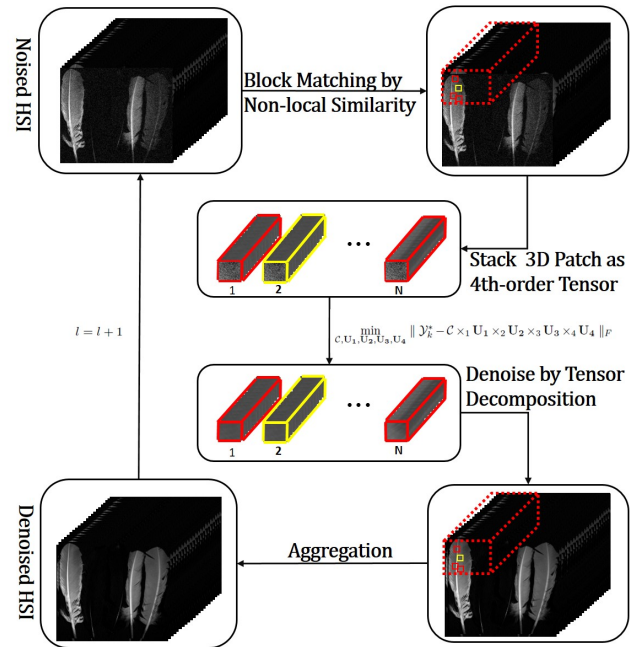 Noised HSI
Block Matching by
Non-local Similarity
Stack 3D Patch as
4th-order Tensor
...
1 2 N
l = l + 1
min ∥ 𝒴*ₖ − 𝒞 ×₁ U₁ ×₂ U₂ ×₃ U₃ ×₄ U₄ ∥F
𝒞,U₁,U₂,U₃,U₄
Denoise by Tensor
Decomposition
...
1 2 N
Denoised HSI
Aggregation